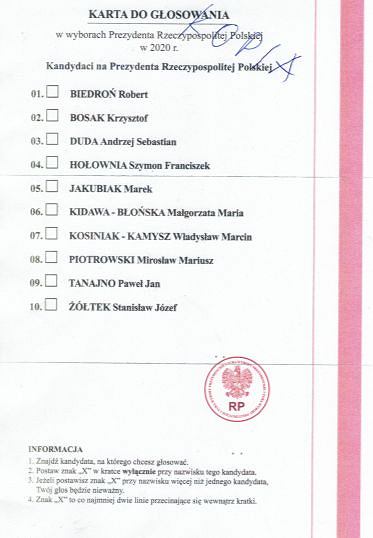 KARTA DO GŁOSOWANIA
w wyborach Prezydenta Rzeczypospolitej Polskiej
w 2020 r.
KOPIA
Kandydaci na Prezydenta Rzeczypospolitej Polskiej
01. BIEDROŃ Robert
02. BOSAK Krzysztof
03. DUDA Andrzej Sebastian
04. HOŁOWNIA Szymon Franciszek
05. JAKUBIAK Marek
06. KIDAWA - BŁOŃSKA Małgorzata Maria
07. KOSINIAK - KAMYSZ Władysław Marcin
08. PIOTROWSKI Mirosław Mariusz
09. TANAJNO Paweł Jan
10. ŻÓŁTEK Stanisław Józef
RP
INFORMACJA
1. Znajdź kandydata, na którego chcesz głosować.
2. Postaw znak „X" w kratce wyłącznie przy nazwisku tego kandydata.
3. Jeżeli postawisz znak „X" przy nazwisku więcej niż jednego kandydata,
Twój głos będzie nieważny.
4. Znak „X" to co najmniej dwie linie przecinające się wewnątrz kratki.